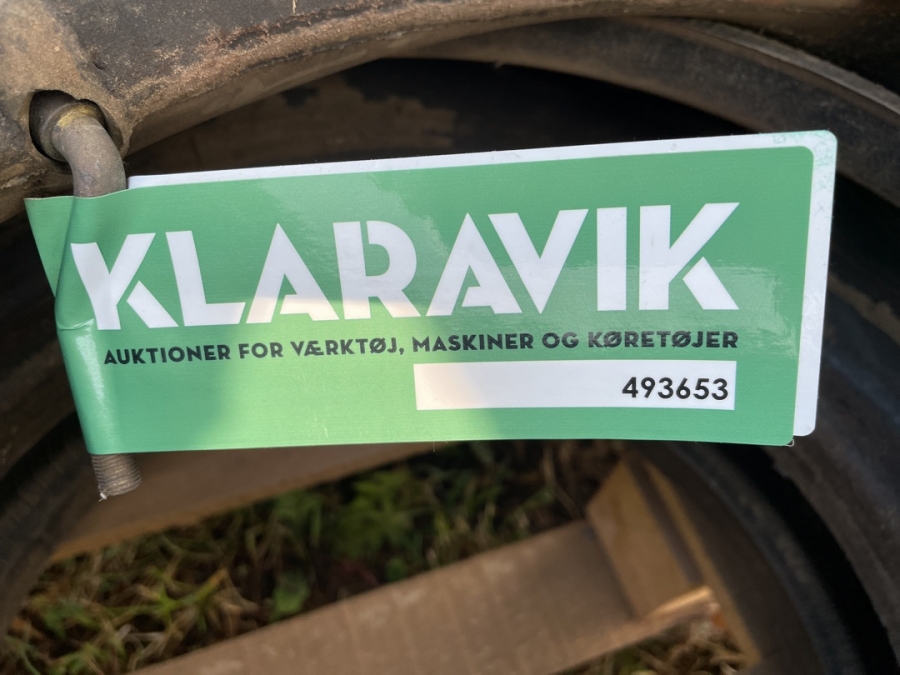 KLARAVIK
AUKTIONER FOR VÆRKTØJ, MASKINER OG KØRETØJER
493653